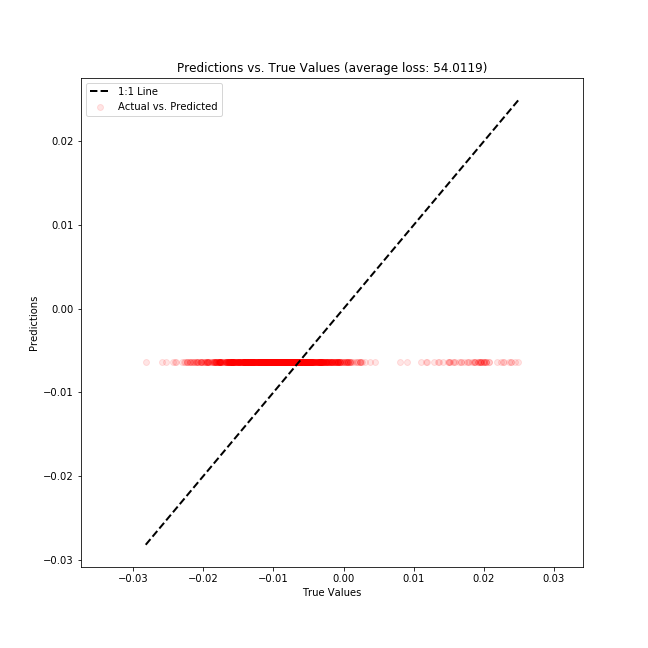 Predictions vs. True Values (average loss: 54.0119)
1:1 Line
Actual vs. Predicted
0.02
0.01
0.00
−0.01
−0.02
−0.03
Predictions
−0.03 −0.02 −0.01 0.00 0.01 0.02 0.03
True Values